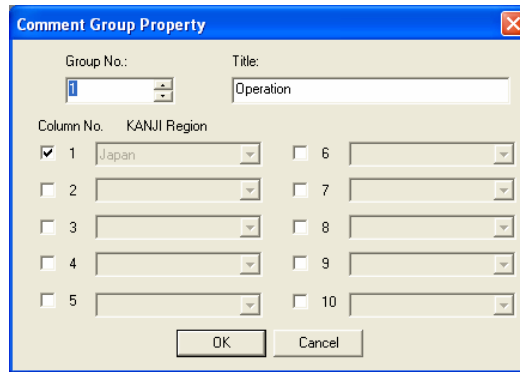 Comment Group Property
Group No.: Title:
1 Operation
Column No. KANJI Region
1 Japan 6
2 7
3 8
4 9
5 10
OK Cancel